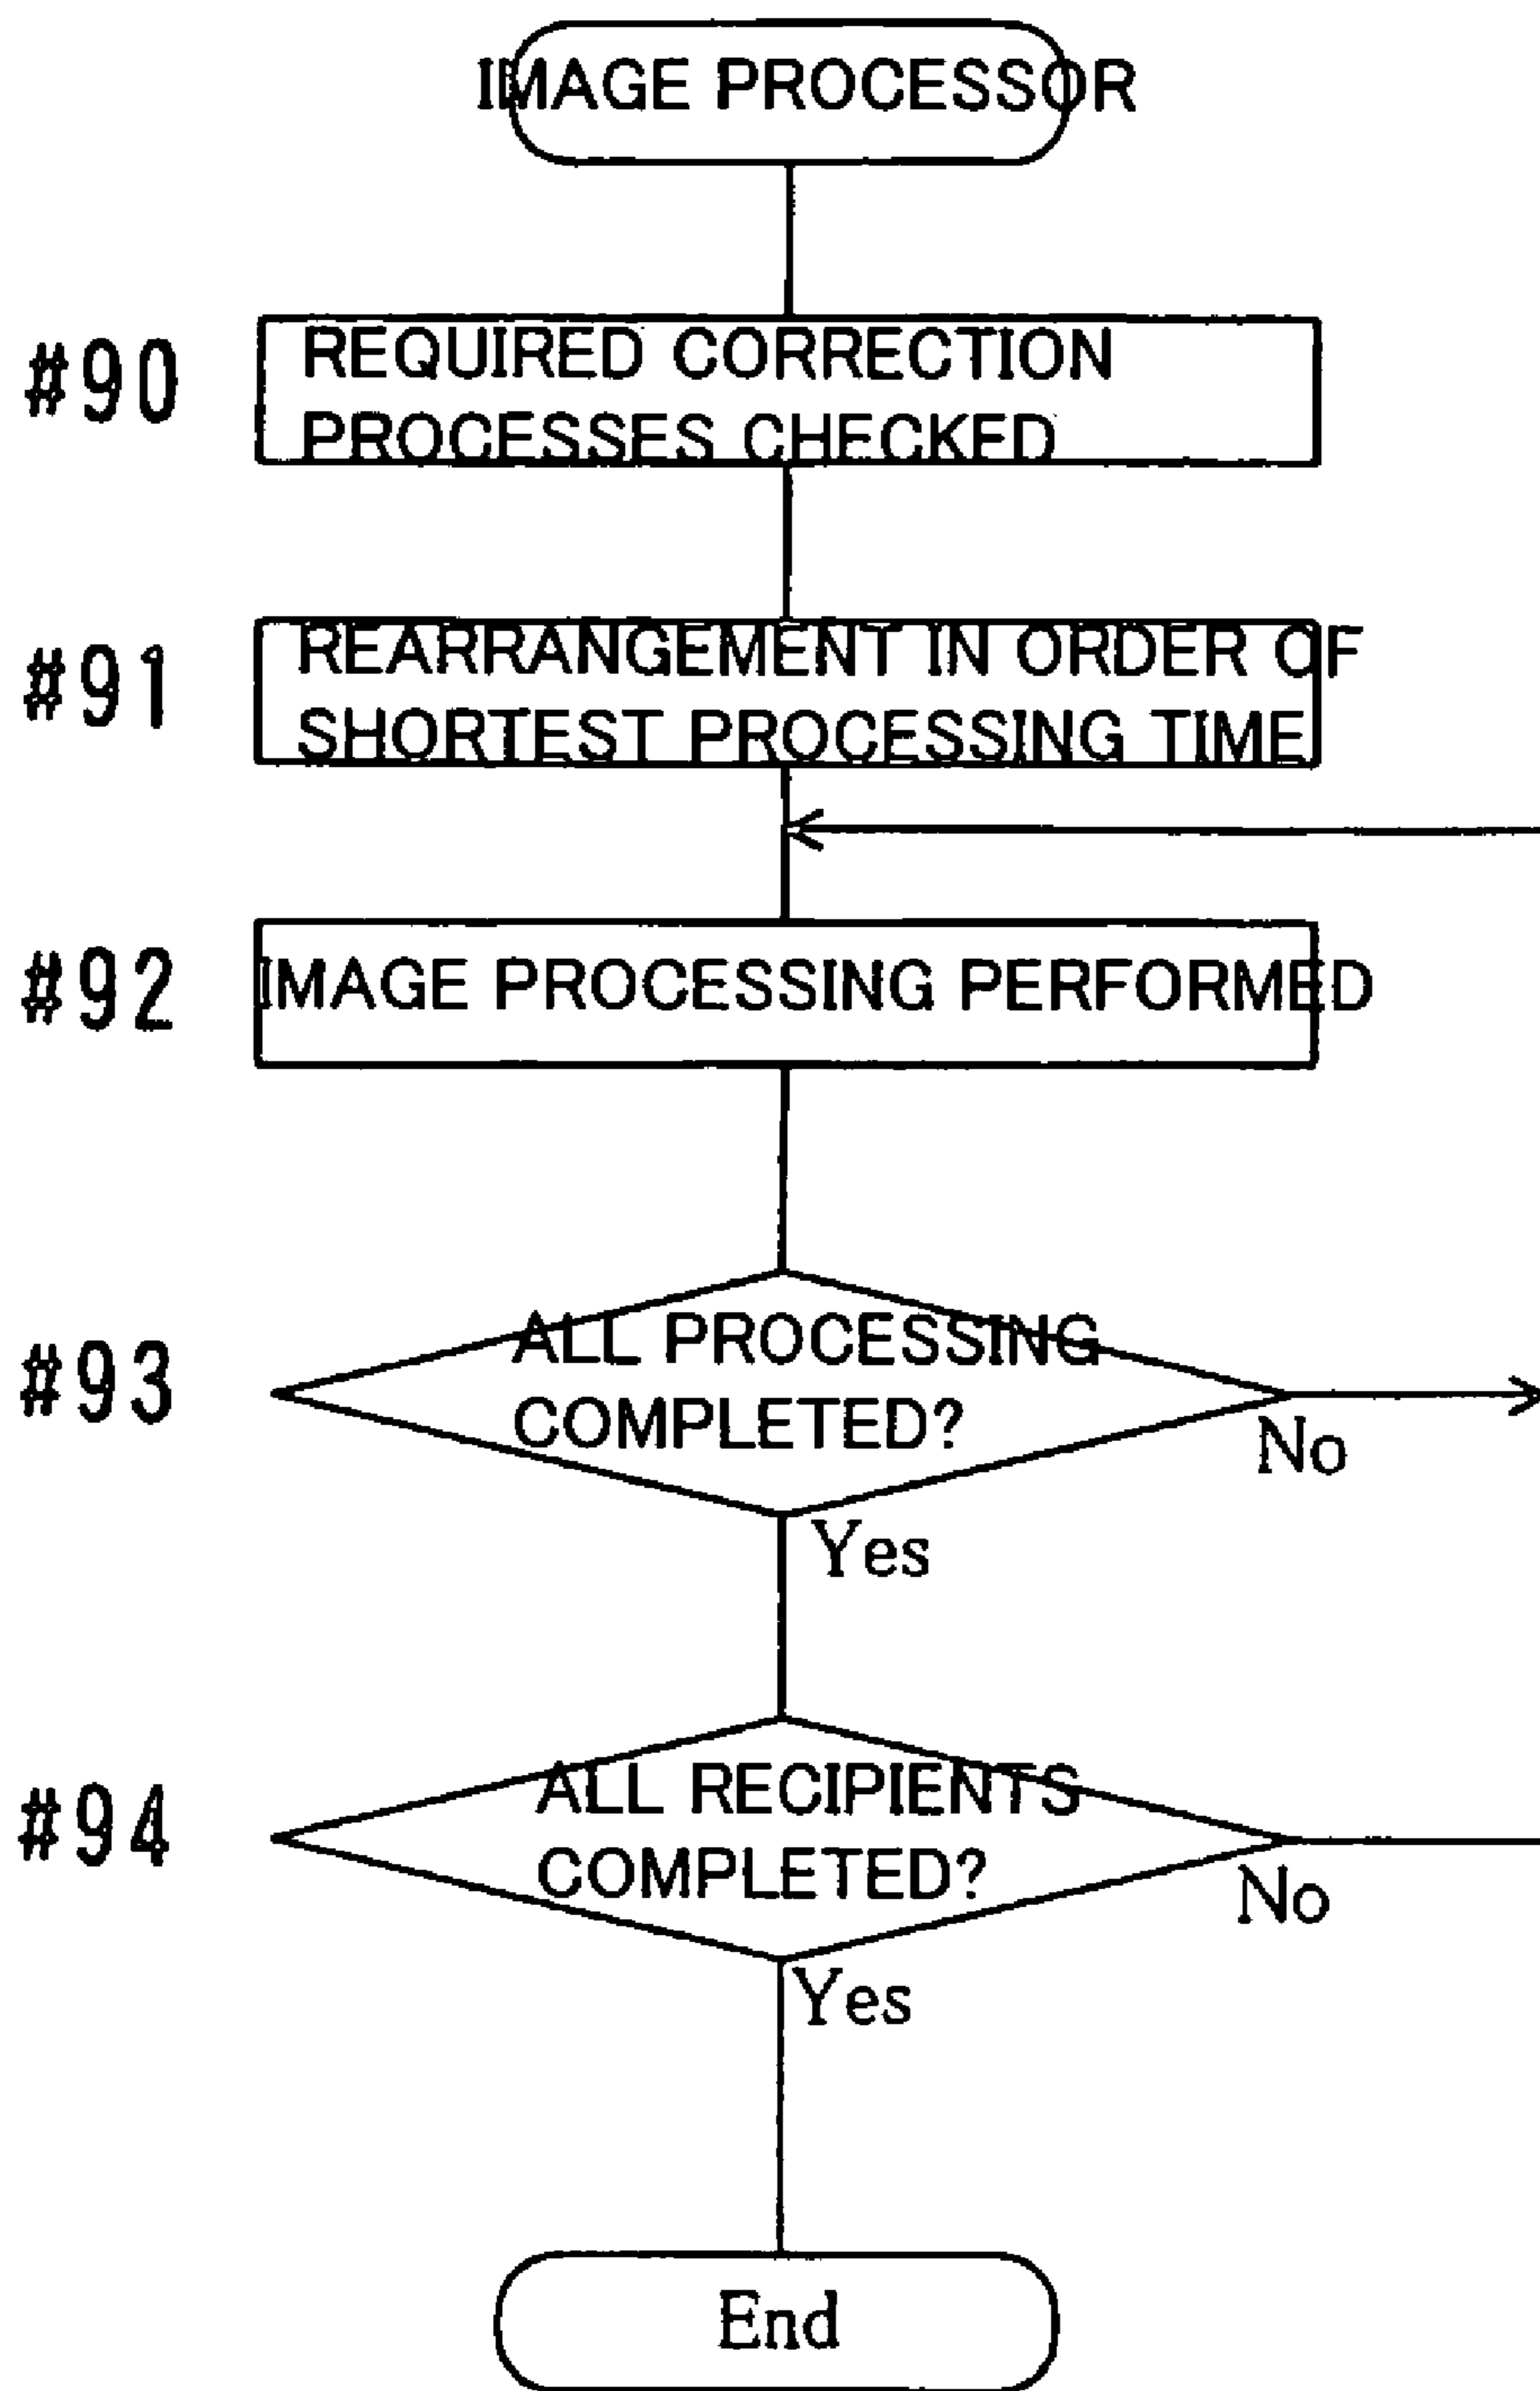 IMAGE PROCESSOR
#90
REQUIRED CORRECTION
PROCESSES CHECKED
#91
REARRANGEMENT IN ORDER OF
SHORTEST PROCESSING TIME
#92
IMAGE PROCESSING PERFORMED
#93
ALL PROCESSING
COMPLETED?
No
Yes
#94
ALL RECIPIENTS
COMPLETED?
No
Yes
End